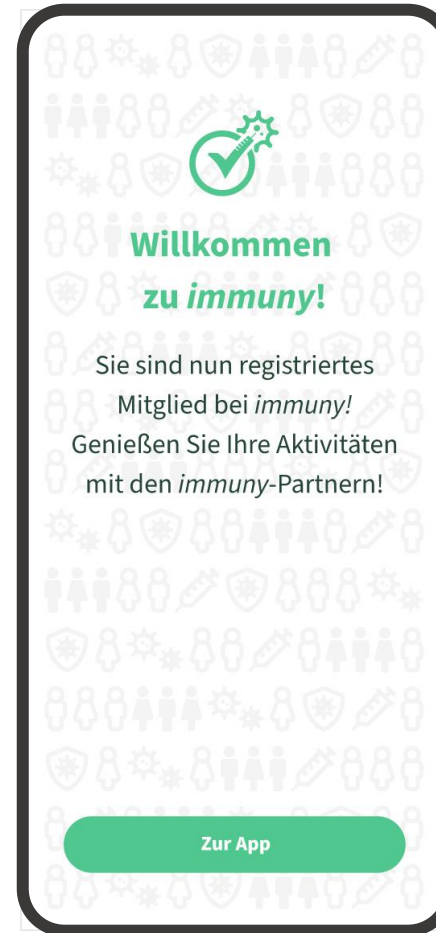 Willkommen
zu immuny!
Sie sind nun registriertes
Mitglied bei immuny!
Genießen Sie Ihre Aktivitäten
mit den immuny-Partnern!
Zur App